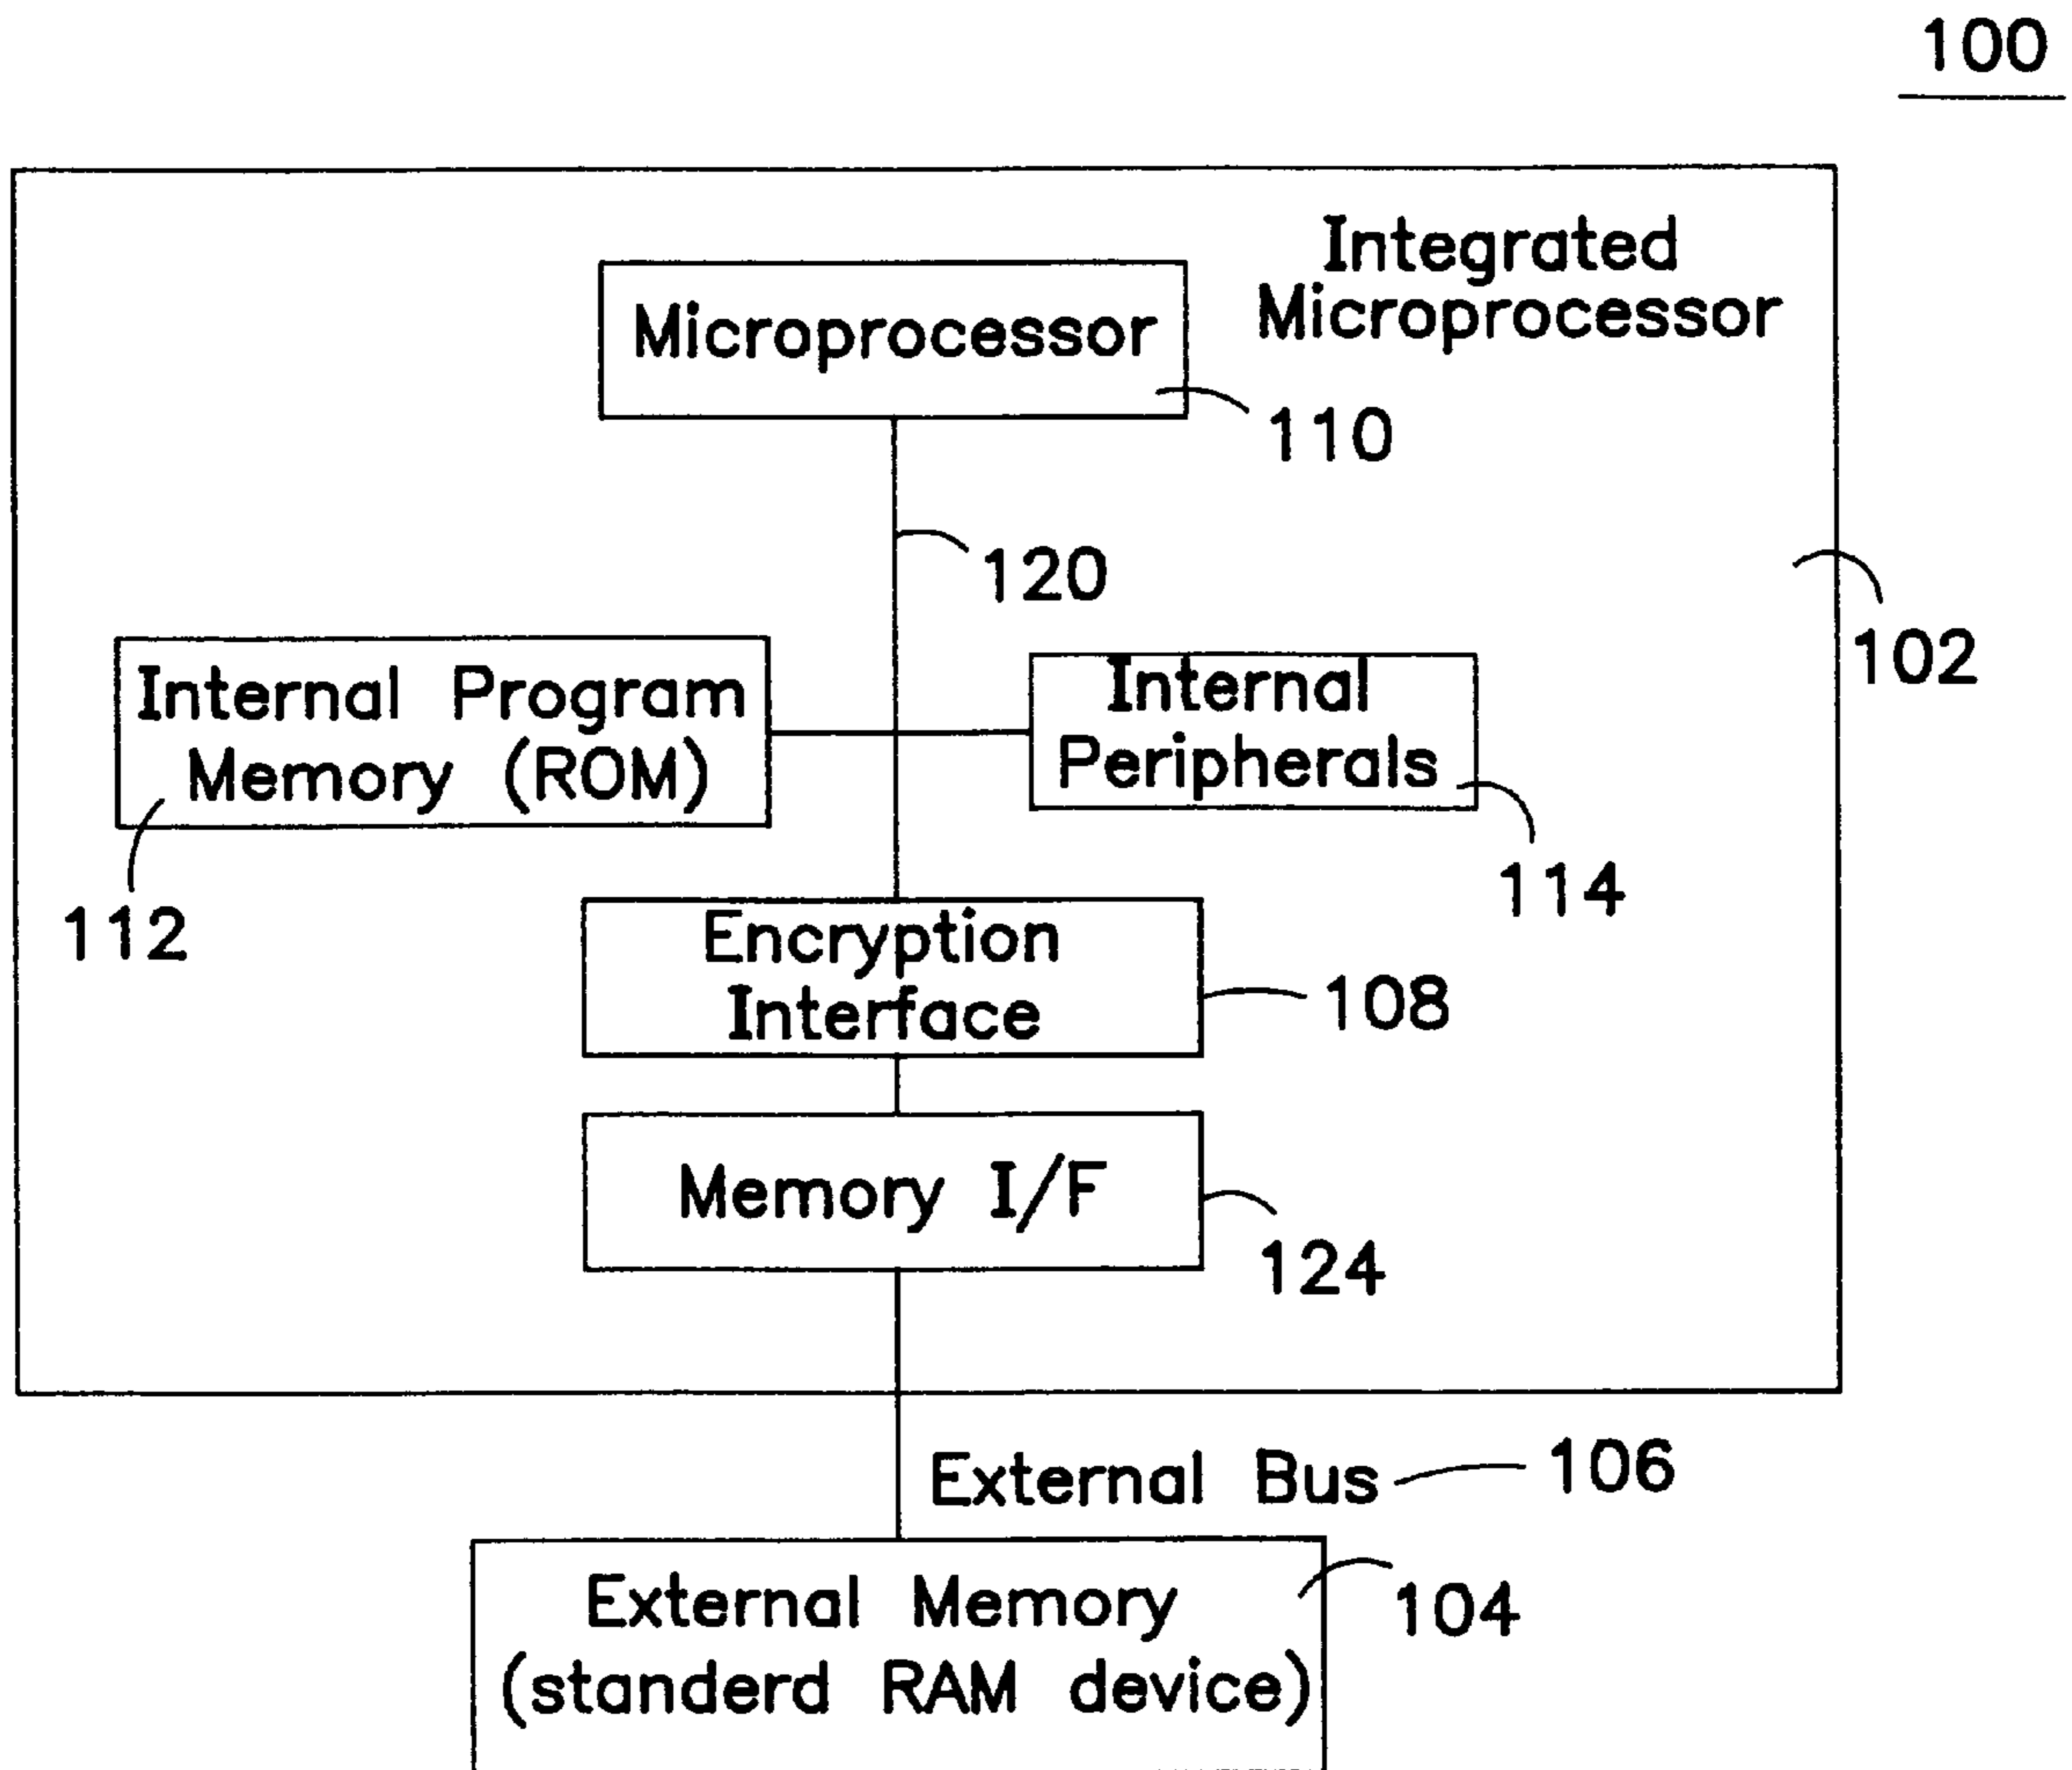 100
Integrated
Microprocessor
Microprocessor
110
120
102
Internal Program
Memory (ROM)
112
Internal
Peripherals
114
Encryption
Interface
108
Memory I/F
124
External Bus
106
External Memory
(standerd RAM device)
104